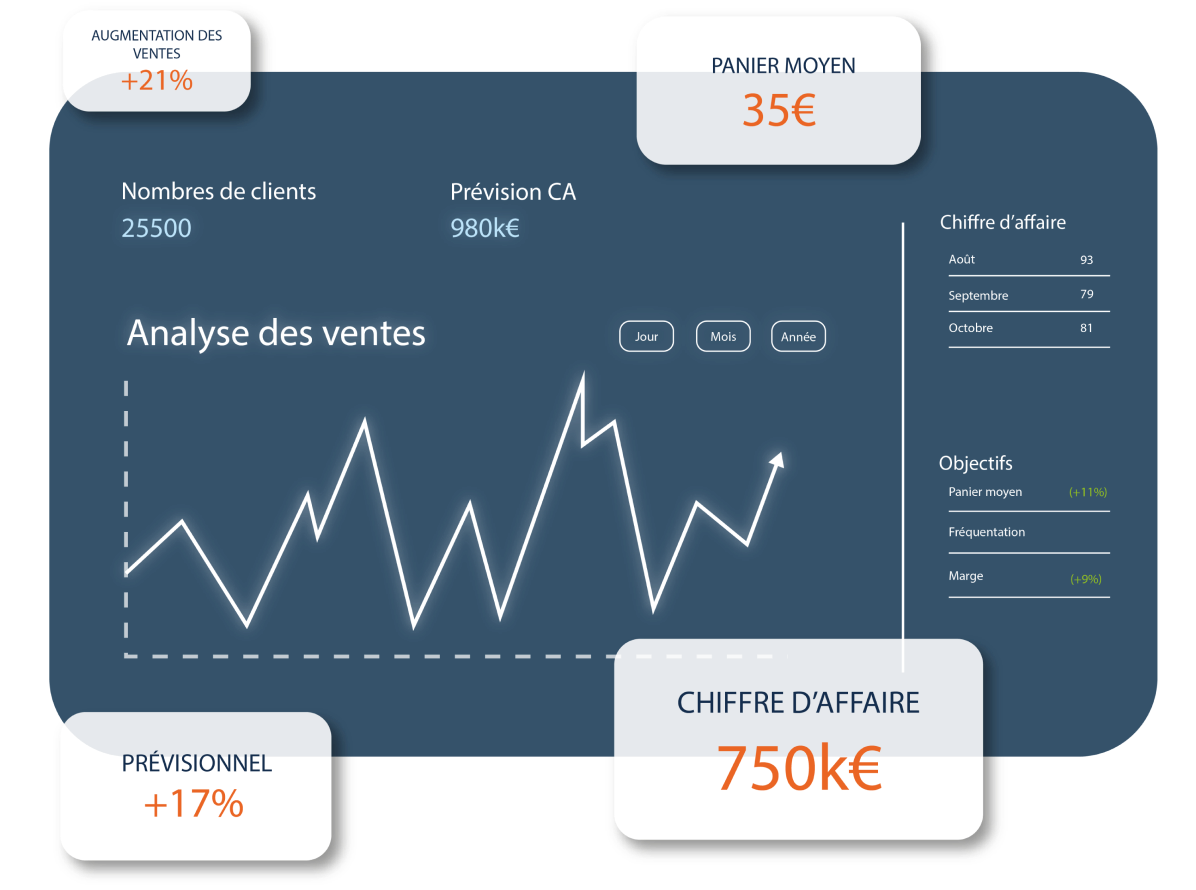 AUGMENTATION DES
VENTES
+21%
PANIER MOYEN
35€
Nombres de clients
25500
Prévision CA
980k€
Chiffre d'affaire
Août 93
Septembre 79
Octobre 81
Analyse des ventes
Jour Mois Année
Objectifs
Panier moyen (+11%)
Fréquentation
Marge (+9%)
PRÉVISIONNEL
+17%
CHIFFRE D'AFFAIRE
750k€